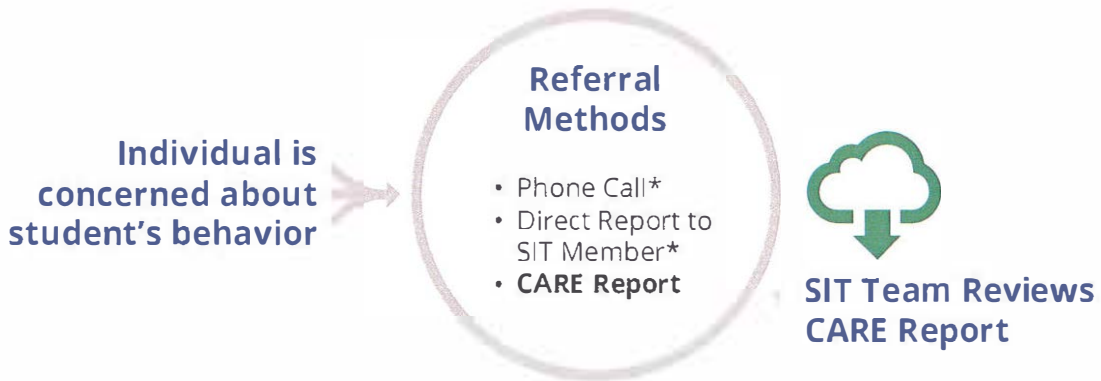 Individual is
concerned about
student's behavior
Referral
Methods
• Phone Call*
• Direct Report to
SIT Member*
• CARE Report
SIT Team Reviews
CARE Report